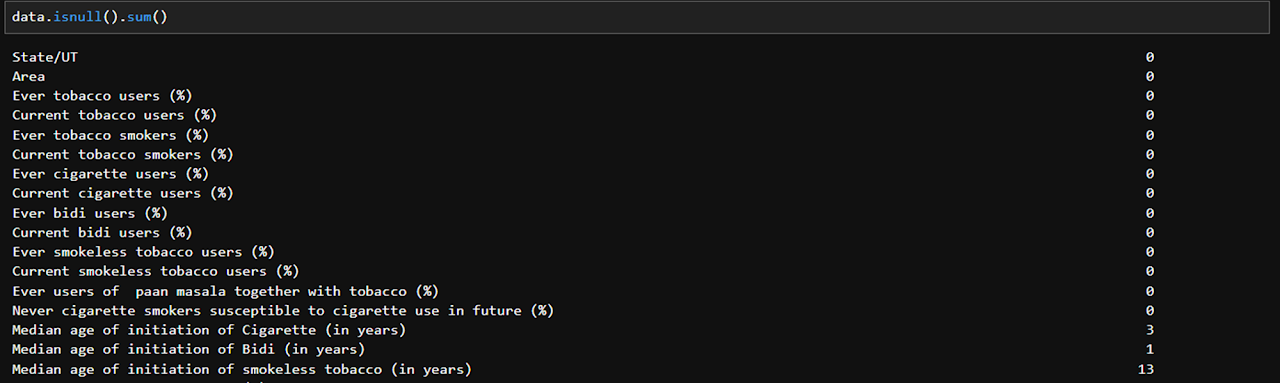 data.isnull().sum()
State/UT 0
Area 0
Ever tobacco users (%) 0
Current tobacco users (%) 0
Ever tobacco smokers (%) 0
Current tobacco smokers (%) 0
Ever cigarette users (%) 0
Current cigarette users (%) 0
Ever bidi users (%) 0
Current bidi users (%) 0
Ever smokeless tobacco users (%) 0
Current smokeless tobacco users (%) 0
Ever users of  paan masala together with tobacco (%) 0
Never cigarette smokers susceptible to cigarette use in future (%) 0
Median age of initiation of Cigarette (in years) 3
Median age of initiation of Bidi (in years) 1
Median age of initiation of smokeless tobacco (in years) 13